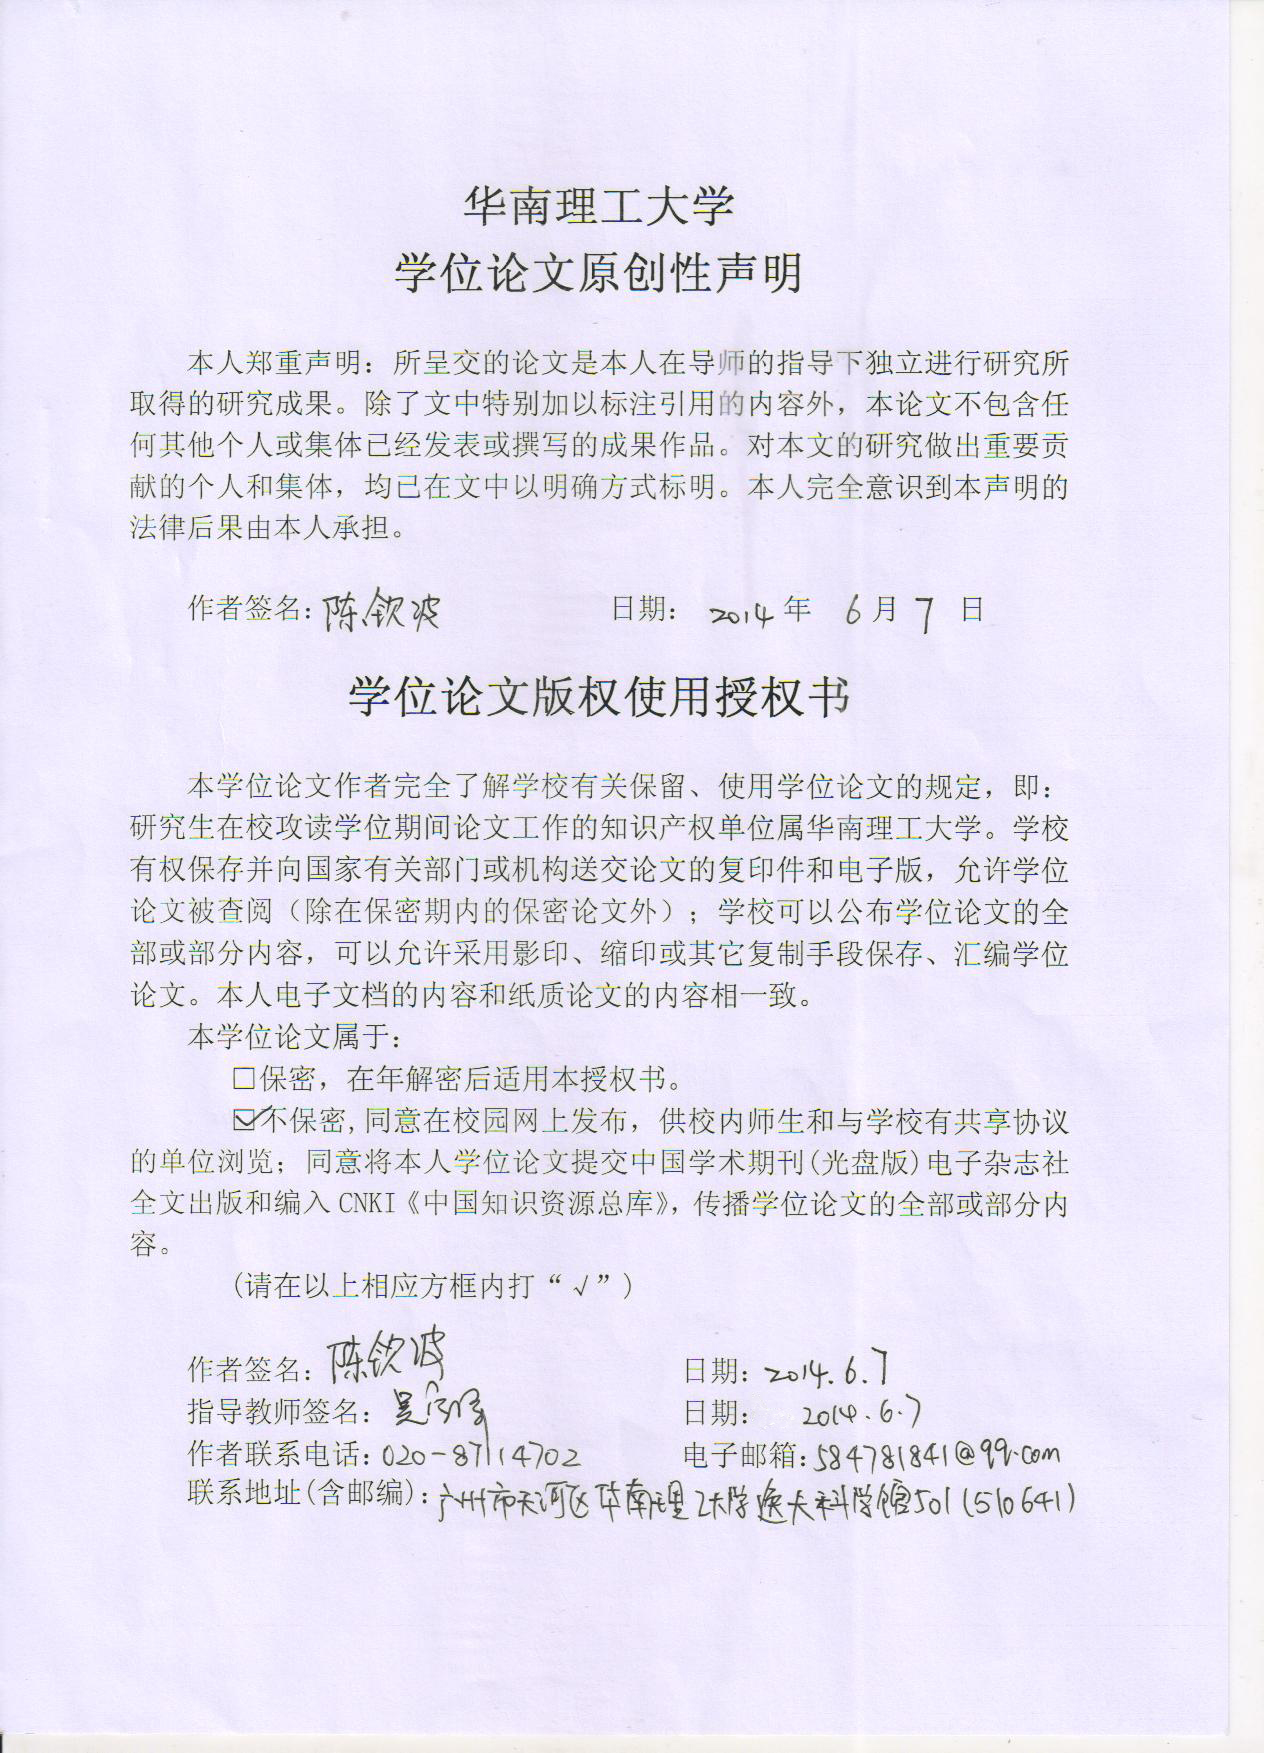 华南理工大学
学位论文原创性声明
本人郑重声明：所呈交的论文是本人在导师的指导下独立进行研究所
取得的研究成果。除了文中特别加以标注引用的内容外，本论文不包含任
何其他个人或集体已经发表或撰写的成果作品。对本文的研究做出重要贡
献的个人和集体，均已在文中以明确方式标明。本人完全意识到本声明的
法律后果由本人承担。
作者签名：陈钦波 日期： 2014 年 6 月 7 日
学位论文版权使用授权书
本学位论文作者完全了解学校有关保留、使用学位论文的规定，即：
研究生在校攻读学位期间论文工作的知识产权单位属华南理工大学。学校
有权保存并向国家有关部门或机构送交论文的复印件和电子版，允许学位
论文被查阅（除在保密期内的保密论文外）；学校可以公布学位论文的全
部或部分内容，可以允许采用影印、缩印或其它复制手段保存、汇编学位
论文。本人电子文档的内容和纸质论文的内容相一致。
本学位论文属于：
□保密，在年解密后适用本授权书。
☑不保密,同意在校园网上发布，供校内师生和与学校有共享协议
的单位浏览；同意将本人学位论文提交中国学术期刊(光盘版)电子杂志社
全文出版和编入 CNKI《中国知识资源总库》，传播学位论文的全部或部分内
容。
(请在以上相应方框内打“√”)
作者签名：陈钦波 日期：2014.6.7
指导教师签名：吴 日期： 2014.6.7
作者联系电话：020-87114702 电子邮箱：584781841@qq.com
联系地址(含邮编)：广州市天河区华南理工大学逸夫科学馆501(510641)